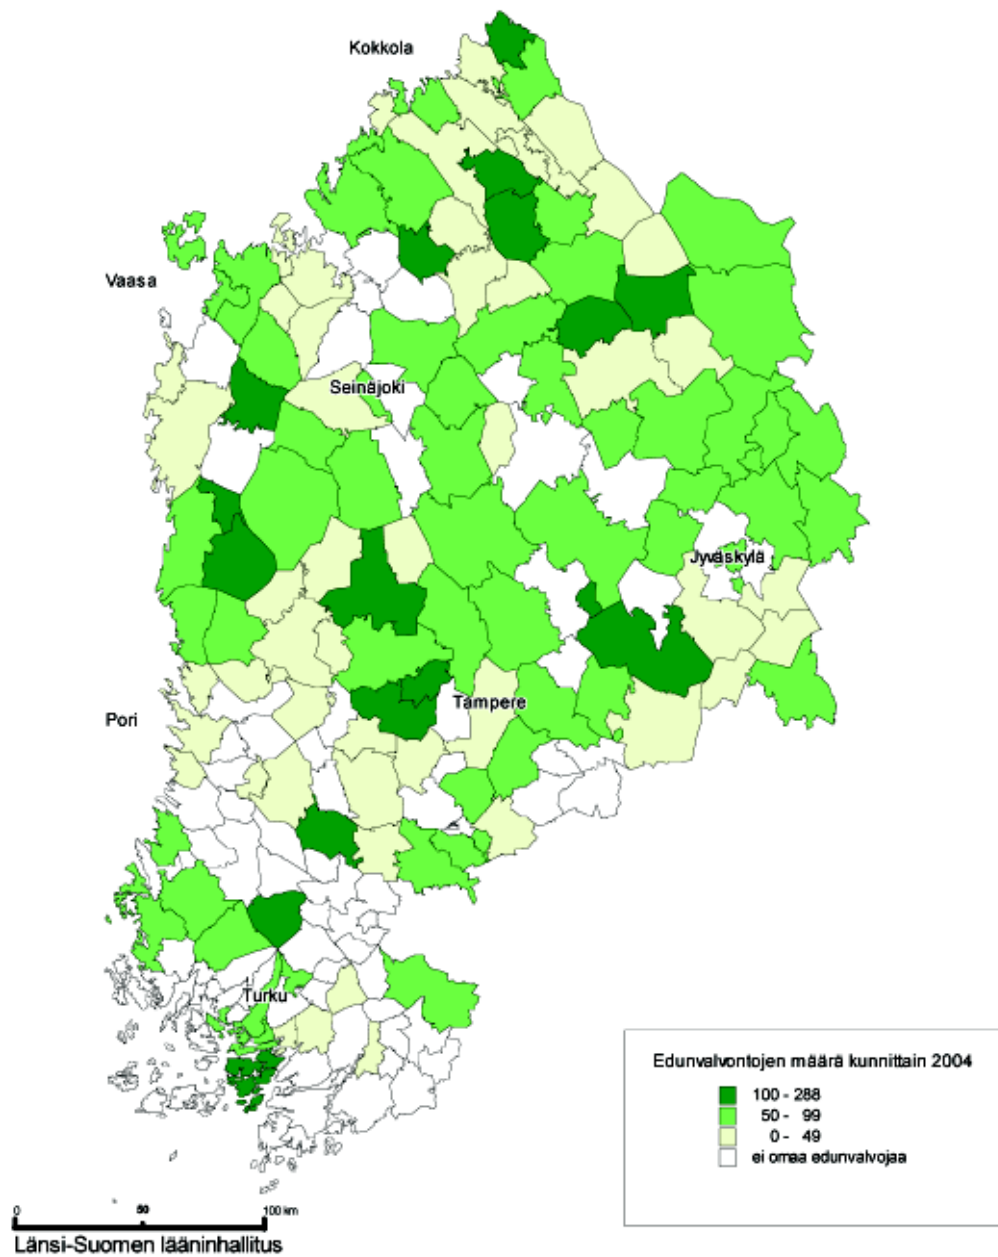 Kokkola
Vaasa
Seinäjoki
Jyväskylä
Tampere
Pori
Turku
Edunvalvontojen määrä kunnittain 2004
100 - 288
50 - 99
0 - 49
ei omaa edunvalvojaa
0 50 100 km
Länsi-Suomen lääninhallitus